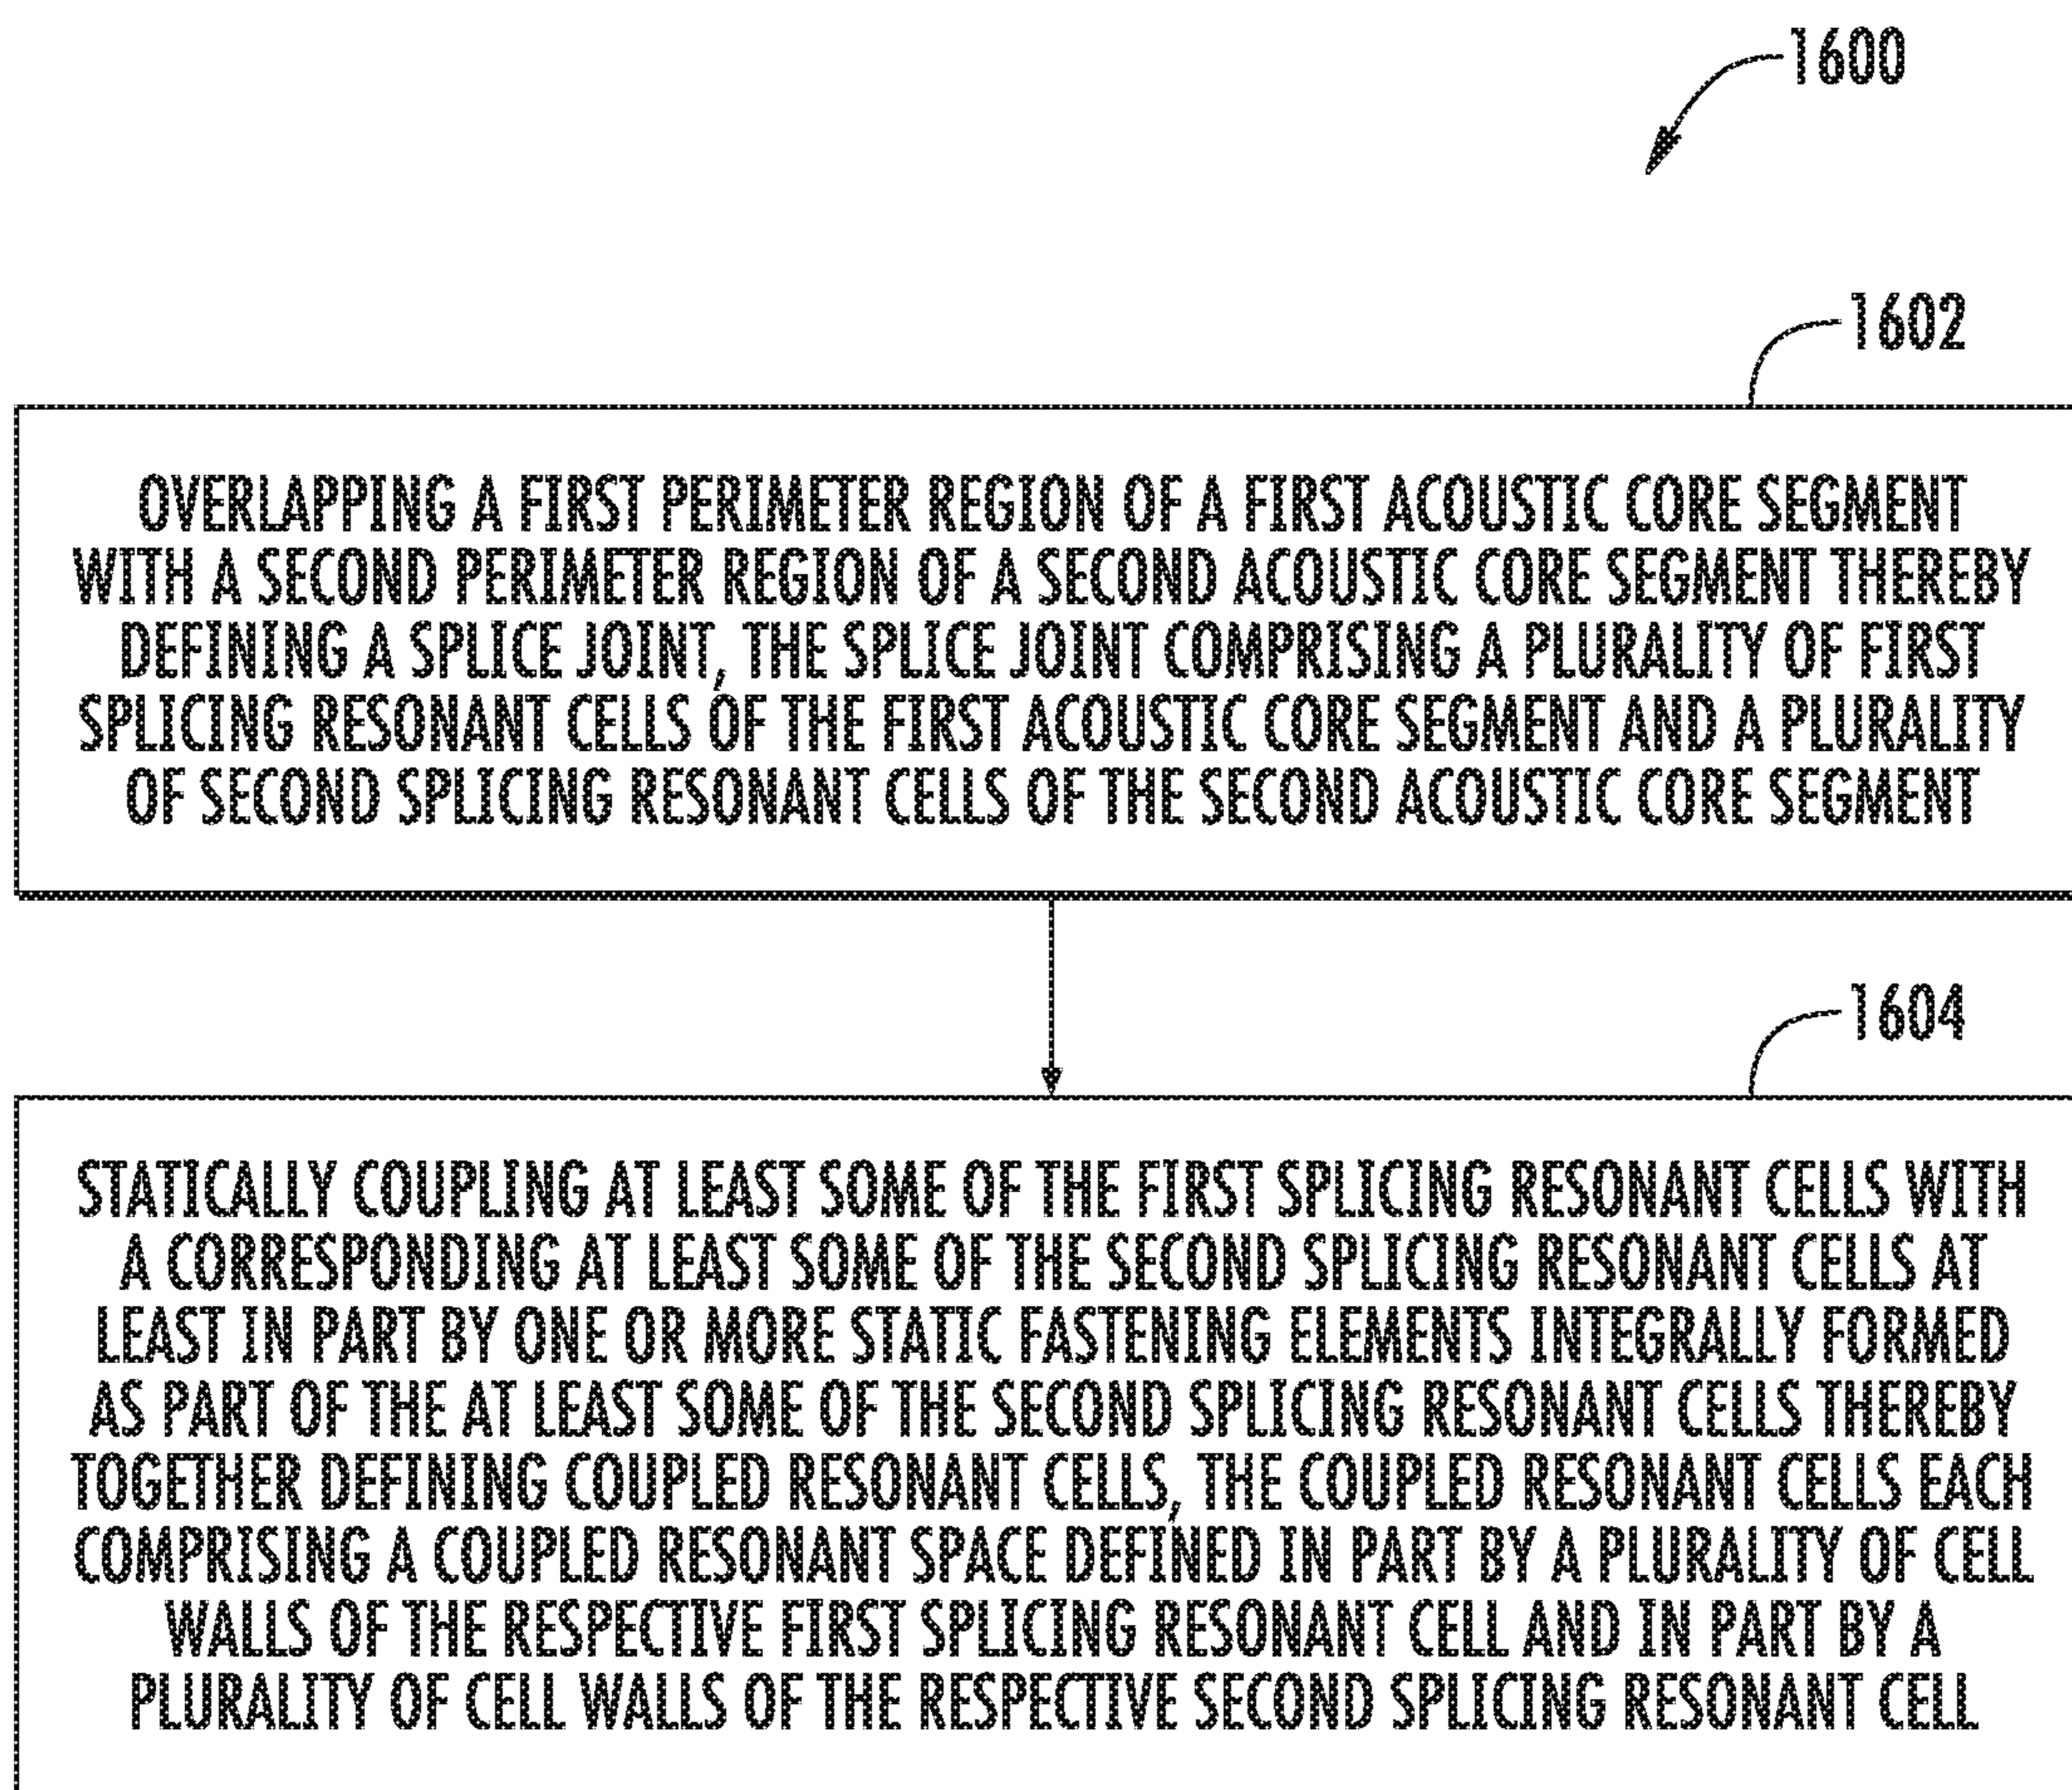 1600
1602
OVERLAPPING A FIRST PERIMETER REGION OF A FIRST ACOUSTIC CORE SEGMENT
WITH A SECOND PERIMETER REGION OF A SECOND ACOUSTIC CORE SEGMENT THEREBY
DEFINING A SPLICE JOINT, THE SPLICE JOINT COMPRISING A PLURALITY OF FIRST
SPLICING RESONANT CELLS OF THE FIRST ACOUSTIC CORE SEGMENT AND A PLURALITY
OF SECOND SPLICING RESONANT CELLS OF THE SECOND ACOUSTIC CORE SEGMENT
1604
STATICALLY COUPLING AT LEAST SOME OF THE FIRST SPLICING RESONANT CELLS WITH
A CORRESPONDING AT LEAST SOME OF THE SECOND SPLICING RESONANT CELLS AT
LEAST IN PART BY ONE OR MORE STATIC FASTENING ELEMENTS INTEGRALLY FORMED
AS PART OF THE AT LEAST SOME OF THE SECOND SPLICING RESONANT CELLS THEREBY
TOGETHER DEFINING COUPLED RESONANT CELLS, THE COUPLED RESONANT CELLS EACH
COMPRISING A COUPLED RESONANT SPACE DEFINED IN PART BY A PLURALITY OF CELL
WALLS OF THE RESPECTIVE FIRST SPLICING RESONANT CELL AND IN PART BY A
PLURALITY OF CELL WALLS OF THE RESPECTIVE SECOND SPLICING RESONANT CELL